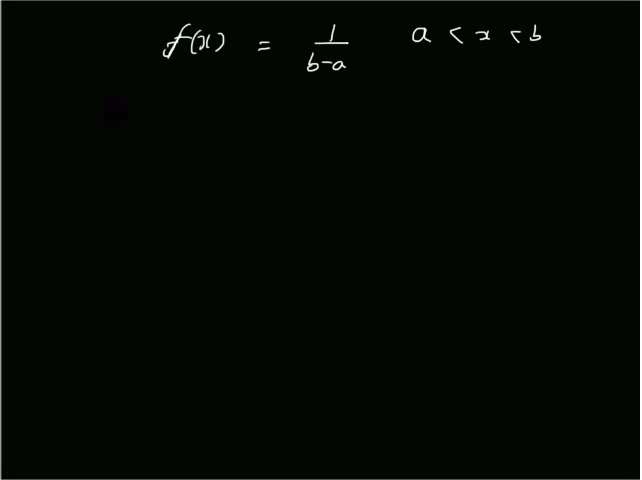 f(x) = 1/(b-a) a < x < b